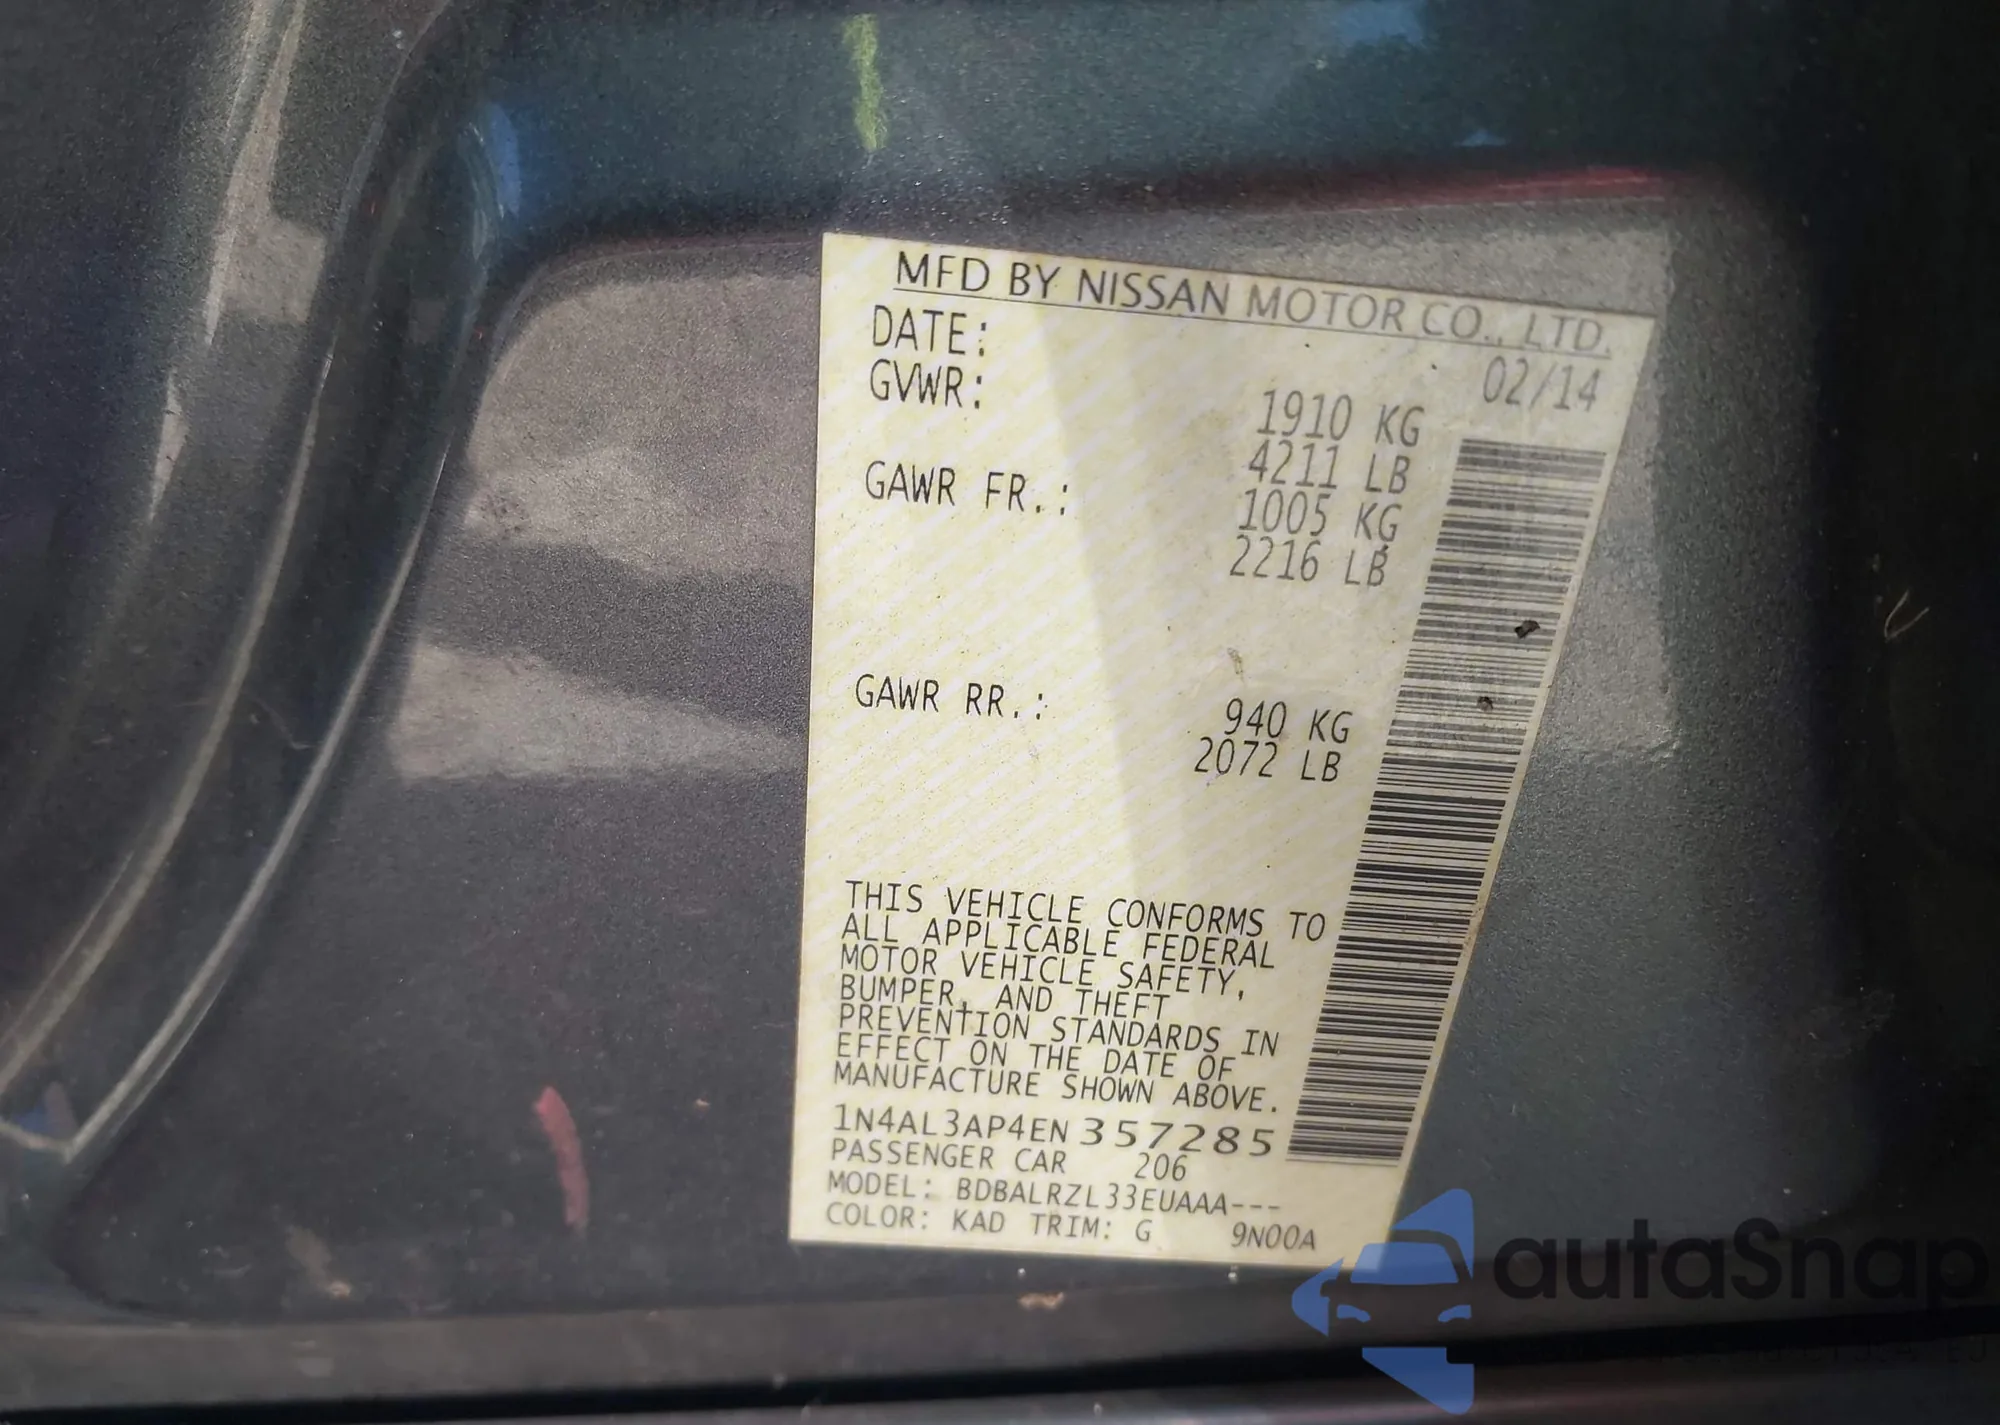 MFD BY NISSAN MOTOR CO., LTD.
DATE: 02/14
GVWR: 1910 KG
4211 LB
GAWR FR.: 1005 KG
2216 LB
GAWR RR.: 940 KG
2072 LB
THIS VEHICLE CONFORMS TO
ALL APPLICABLE FEDERAL
MOTOR VEHICLE SAFETY,
BUMPER, AND THEFT
PREVENTION STANDARDS IN
EFFECT ON THE DATE OF
MANUFACTURE SHOWN ABOVE.
1N4AL3AP4EN357285
PASSENGER CAR 206
MODEL: BDBALRZL33EUAAA---
COLOR: KAD TRIM: G 9N00A
autaSnap